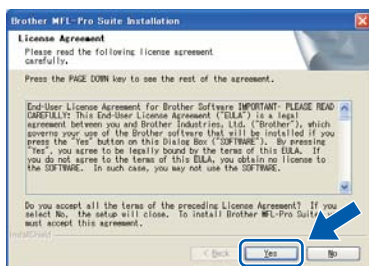 Brother MFL-Pro Suite Installation
License Agreement
Please read the following license agreement
carefully.
Press the PAGE DOWN key to see the rest of the agreement.
End-User License Agreement for Brother Software IMPORTANT- PLEASE READ
CAREFULLY: This End-User License Agreement ("EULA") is a legal
agreement between you and Brother Industries, Ltd. ("Brother"), which
governs your use of the Brother software that will be installed if you
press the "Yes" button on this Dialog Box ("SOFTWARE"). By pressing
"Yes", you agree to be legally bound by the terms of this EULA. If
you do not agree to the terms of this EULA, you obtain no license to
the SOFTWARE. In such case, you may not use the SOFTWARE.
Do you accept all the terms of the preceding License Agreement? If you
select No, the setup will close. To install Brother MFL-Pro Suite,
must accept this agreement.
InstallShield
< Back
Yes
No